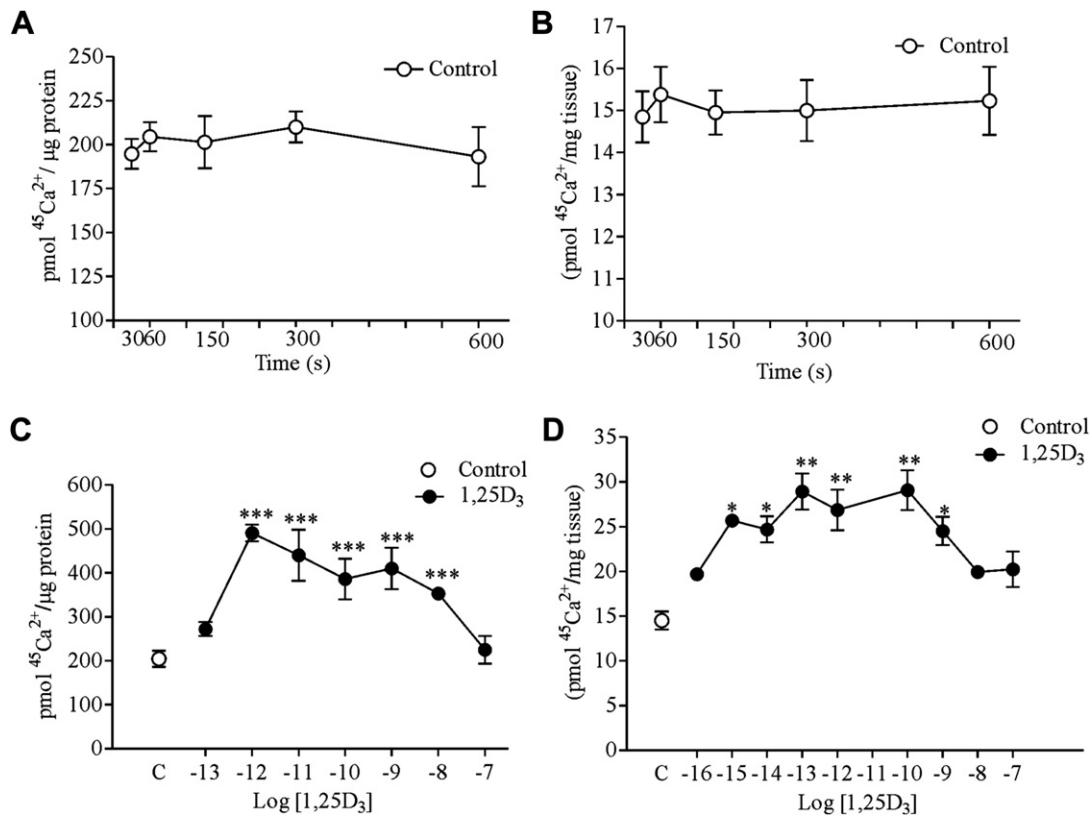 A
250
225
200
175
150
125
100
pmol ⁴⁵Ca²⁺/ µg protein
Control
30 60 150 300 600
Time (s)
B
17
16
15
14
13
12
11
10
(pmol ⁴⁵Ca²⁺/mg tissue)
Control
30 60 150 300 600
Time (s)
C
600
500
400
300
200
100
0
pmol ⁴⁵Ca²⁺/µg protein
Control
1,25D₃
*** *** *** *** ***
C -13 -12 -11 -10 -9 -8 -7
Log [1,25D₃]
D
35
30
25
20
15
10
5
0
(pmol ⁴⁵Ca²⁺/mg tissue)
Control
1,25D₃
* * ** ** ** *
C -16 -15 -14 -13 -12 -11 -10 -9 -8 -7
Log [1,25D₃]